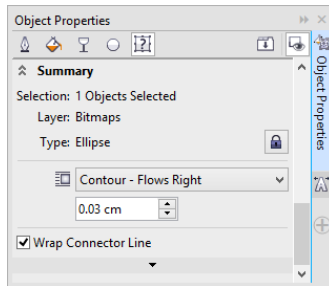 Object Properties
Summary
Selection: 1 Objects Selected
Layer: Bitmaps
Type: Ellipse
Contour - Flows Right
0.03 cm
Wrap Connector Line
Object Properties